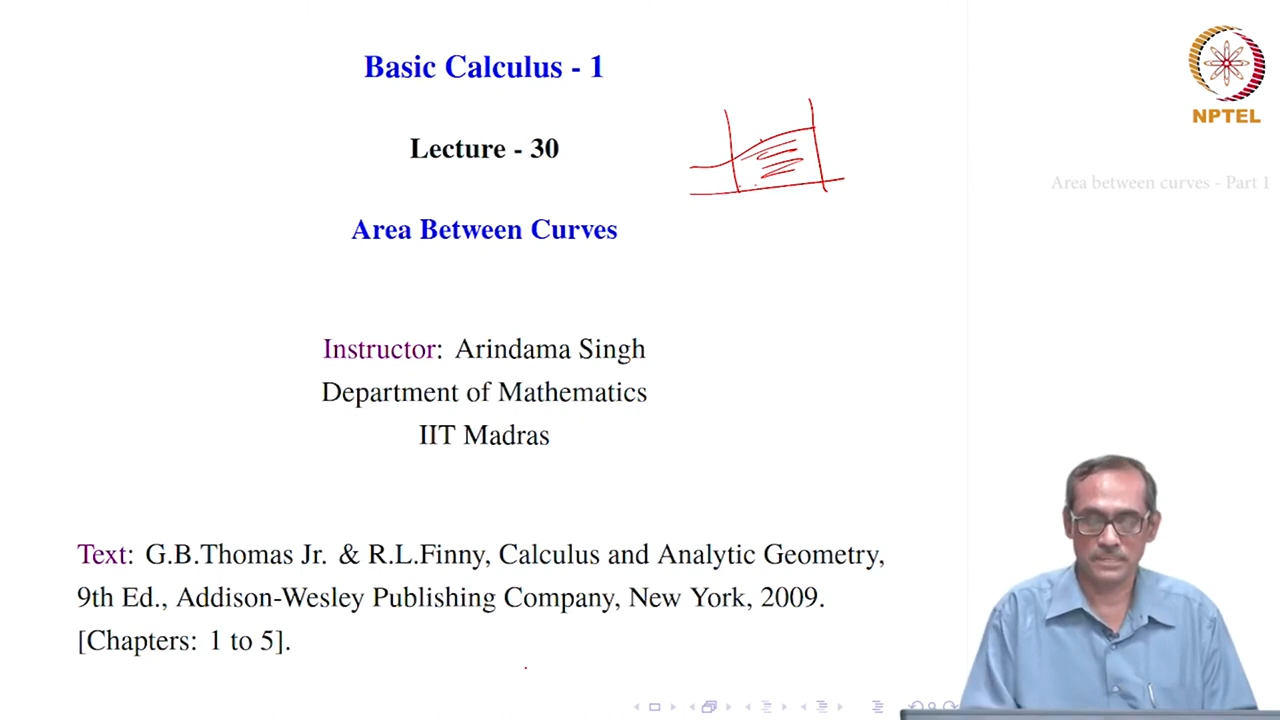 Basic Calculus - 1
Lecture - 30
Area Between Curves
Instructor: Arindama Singh
Department of Mathematics
IIT Madras
Text: G.B.Thomas Jr. & R.L.Finny, Calculus and Analytic Geometry,
9th Ed., Addison-Wesley Publishing Company, New York, 2009.
[Chapters: 1 to 5].
NPTEL
Area between curves - Part 1